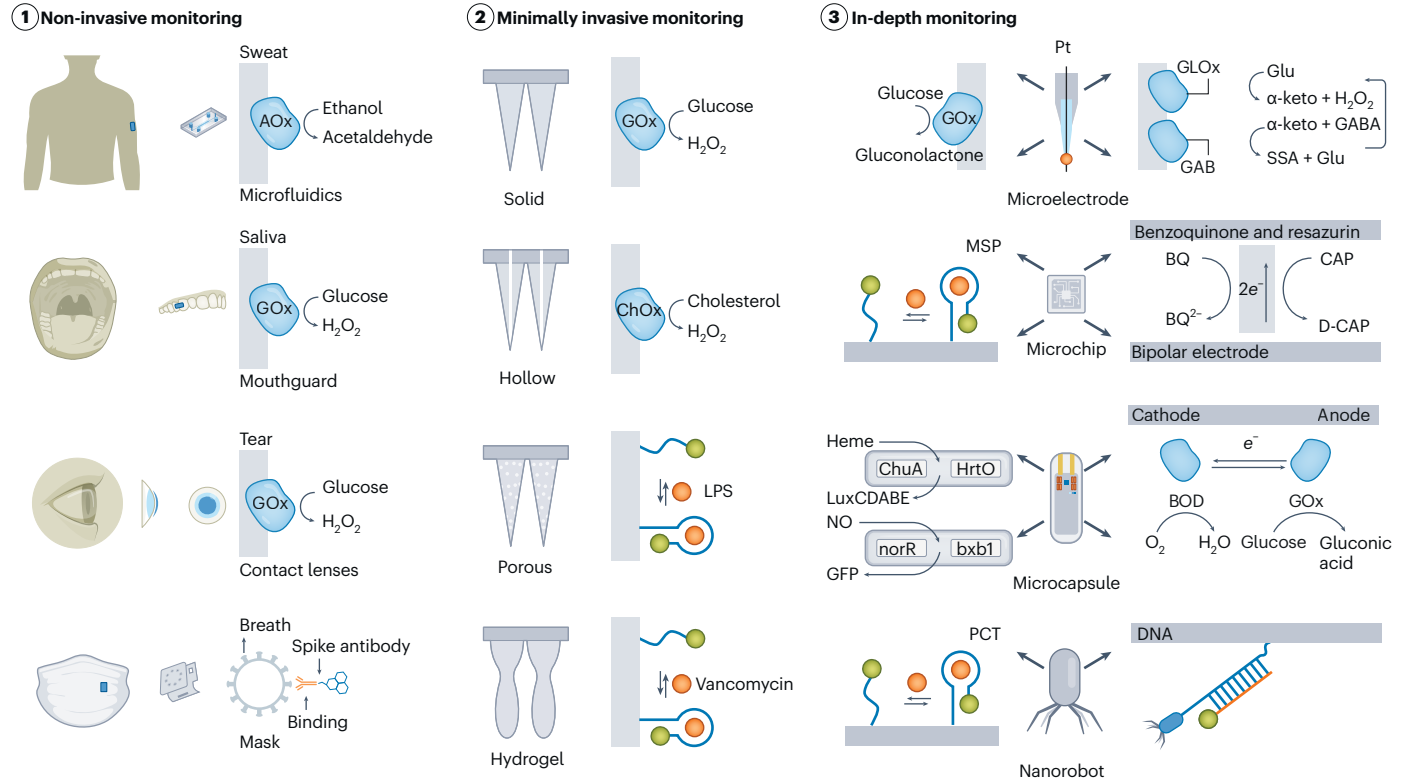 1 Non-invasive monitoring
Sweat
AOx
Ethanol
Acetaldehyde
Microfluidics
Saliva
GOx
Glucose
H₂O₂
Mouthguard
Tear
GOx
Glucose
H₂O₂
Contact lenses
Breath
Spike antibody
Binding
Mask
2 Minimally invasive monitoring
Solid
GOx
Glucose
H₂O₂
Hollow
ChOx
Cholesterol
H₂O₂
Porous
LPS
Hydrogel
Vancomycin
3 In-depth monitoring
Glucose
GOx
Gluconolactone
Pt
Microelectrode
GLOx
GAB
Glu
α-keto + H₂O₂
α-keto + GABA
SSA + Glu
MSP
Microchip
Benzoquinone and resazurin
BQ
BQ²⁻
2e⁻
CAP
D-CAP
Bipolar electrode
Heme
ChuA HrtO
LuxCDABE
NO
norR bxb1
GFP
Microcapsule
Cathode Anode
e⁻
BOD GOx
O₂ H₂O Glucose Gluconic
acid
PCT
Nanorobot
DNA